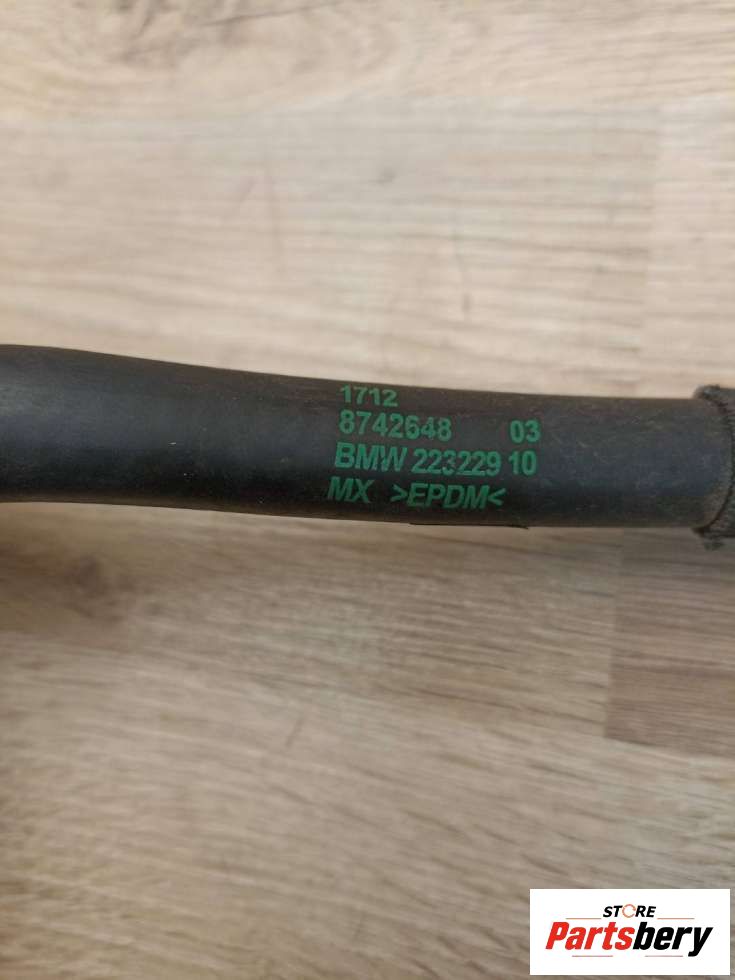 1712
8742648 03
BMW 223229 10
MX >EPDM<
STORE
Partsbery